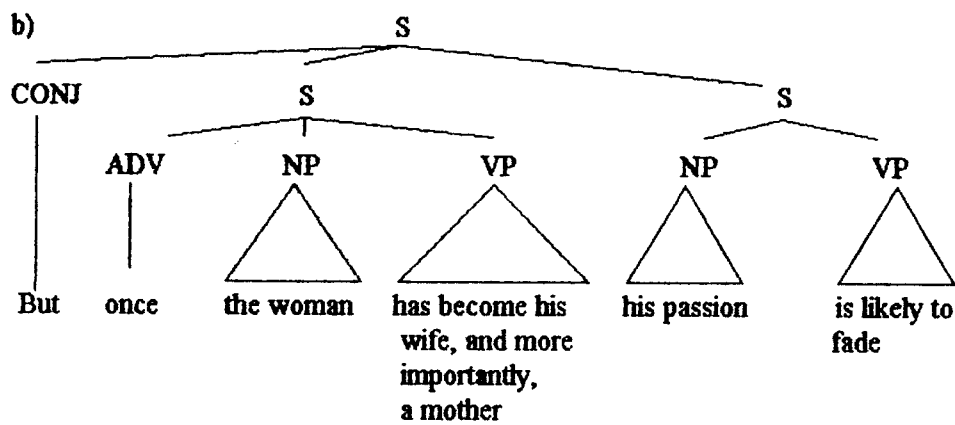 b)
S
CONJ S S
ADV NP VP NP VP
But once the woman has become his his passion is likely to
wife, and more fade
importantly,
a mother